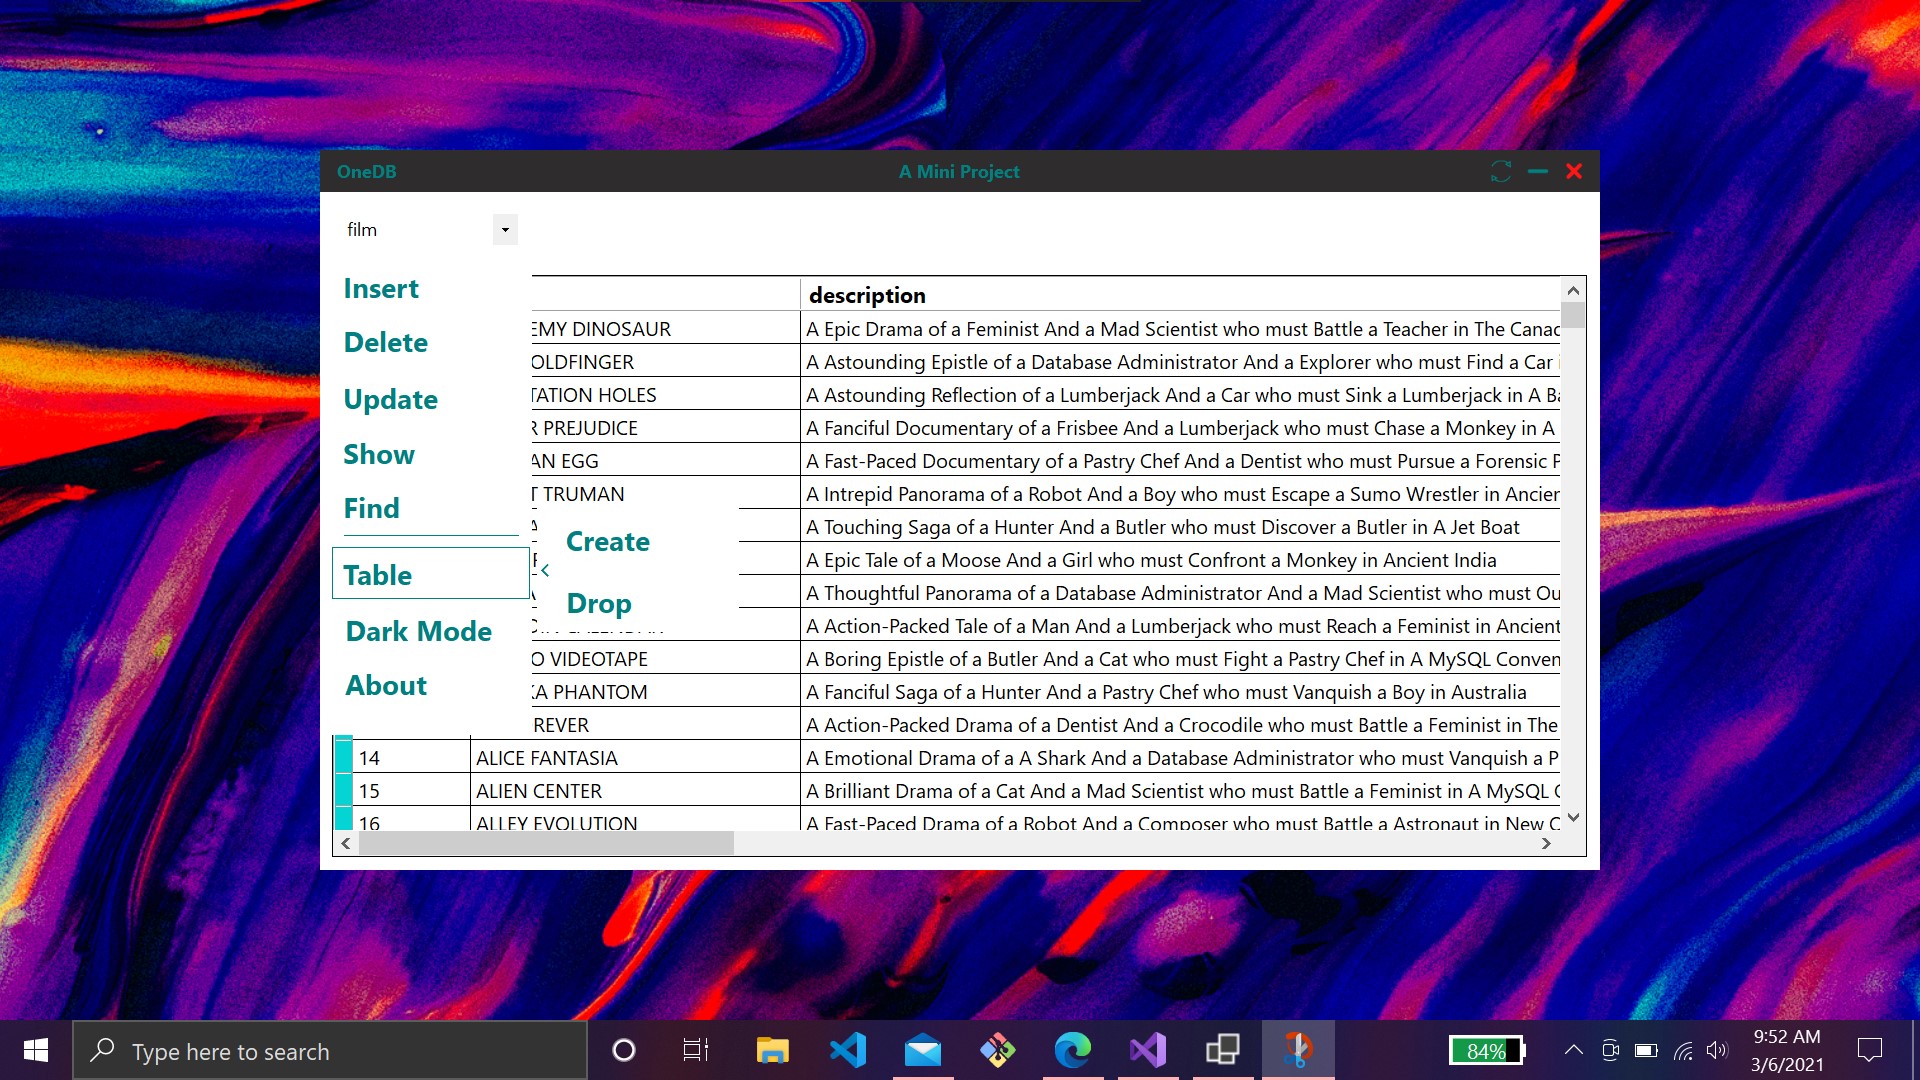 OneDB
A Mini Project
film
Insert
Delete
Update
Show
Find
Table
Dark Mode
About
Create
Drop
description
EMY DINOSAUR A Epic Drama of a Feminist And a Mad Scientist who must Battle a Teacher in The Canad
OLDFINGER A Astounding Epistle of a Database Administrator And a Explorer who must Find a Car
TATION HOLES A Astounding Reflection of a Lumberjack And a Car who must Sink a Lumberjack in A Ba
R PREJUDICE A Fanciful Documentary of a Frisbee And a Lumberjack who must Chase a Monkey in A
AN EGG A Fast-Paced Documentary of a Pastry Chef And a Dentist who must Pursue a Forensic P
T TRUMAN A Intrepid Panorama of a Robot And a Boy who must Escape a Sumo Wrestler in Ancien
A Touching Saga of a Hunter And a Butler who must Discover a Butler in A Jet Boat
A Epic Tale of a Moose And a Girl who must Confront a Monkey in Ancient India
A Thoughtful Panorama of a Database Administrator And a Mad Scientist who must Ou
A Action-Packed Tale of a Man And a Lumberjack who must Reach a Feminist in Ancient
O VIDEOTAPE A Boring Epistle of a Butler And a Cat who must Fight a Pastry Chef in A MySQL Conven
KA PHANTOM A Fanciful Saga of a Hunter And a Pastry Chef who must Vanquish a Boy in Australia
REVER A Action-Packed Drama of a Dentist And a Crocodile who must Battle a Feminist in The
14 ALICE FANTASIA A Emotional Drama of a A Shark And a Database Administrator who must Vanquish a P
15 ALIEN CENTER A Brilliant Drama of a Cat And a Mad Scientist who must Battle a Feminist in A MySQL C
16 ALLEY EVOLUTION A Fast-Paced Drama of a Robot And a Composer who must Battle a Astronaut in New C
Type here to search
84%
9:52 AM
3/6/2021